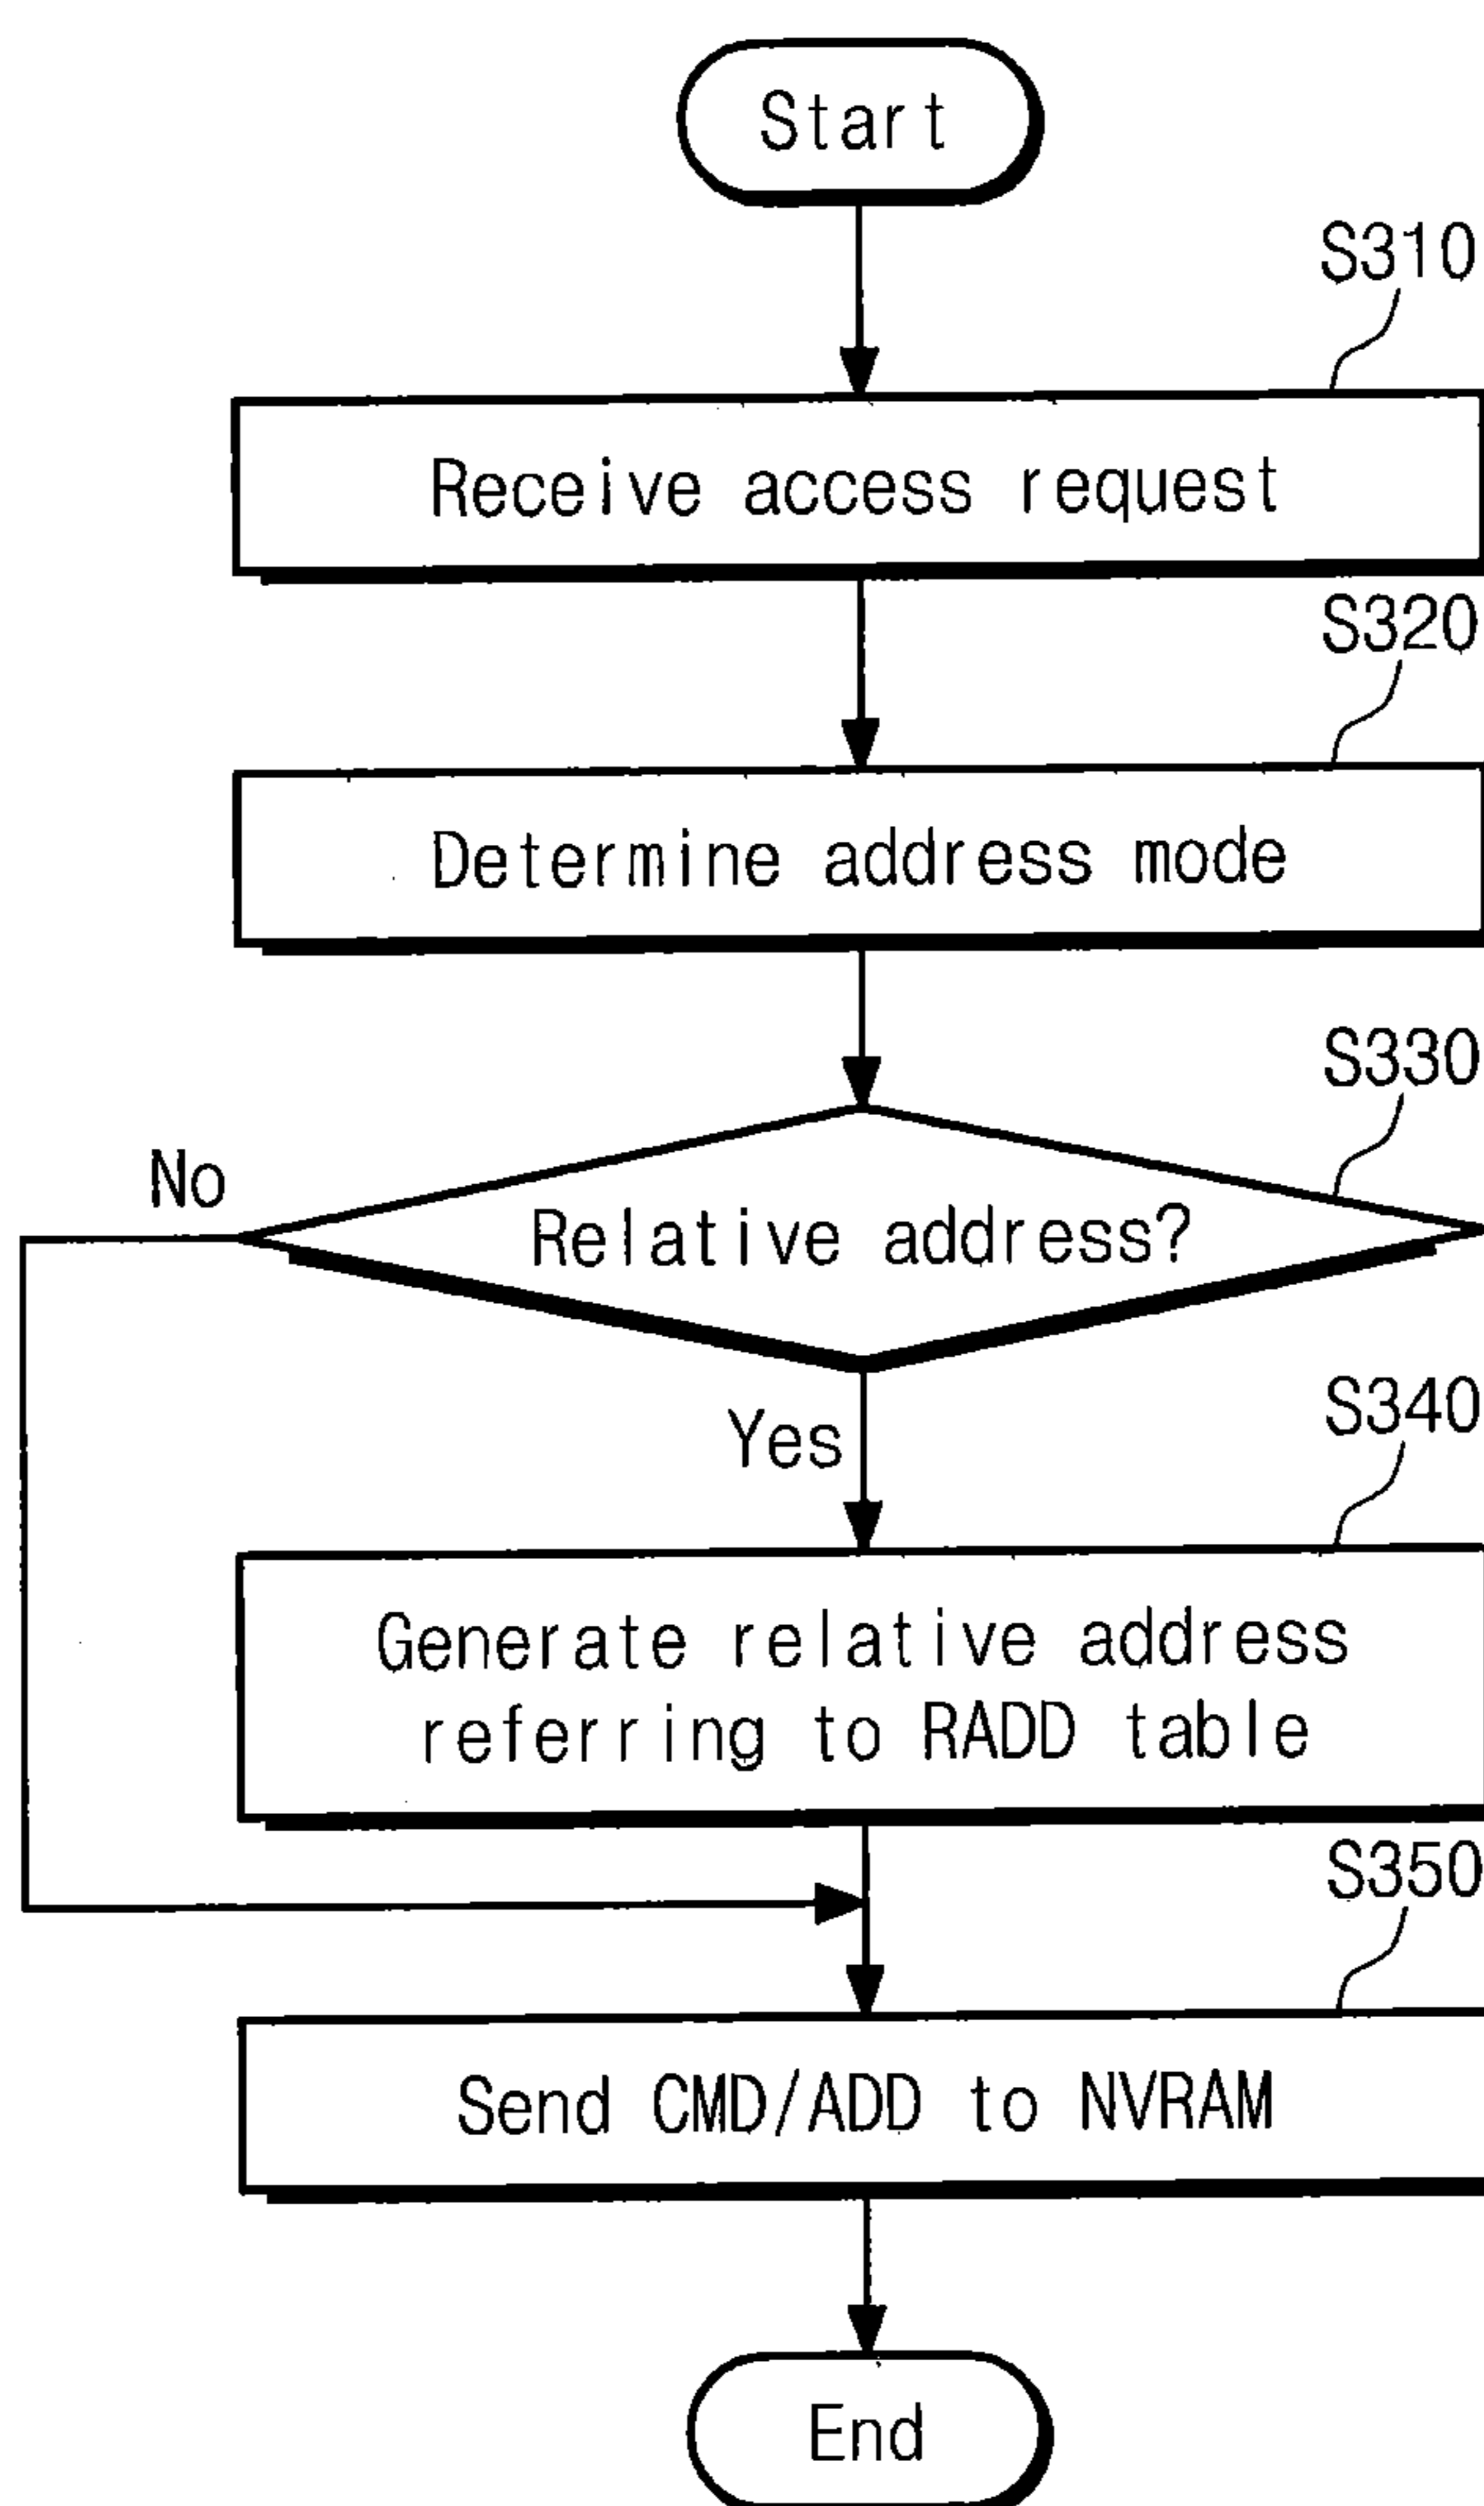 Start
S310
Receive access request
S320
Determine address mode
S330
No
Relative address?
S340
Yes
Generate relative address
referring to RADD table
S350
Send CMD/ADD to NVRAM
End